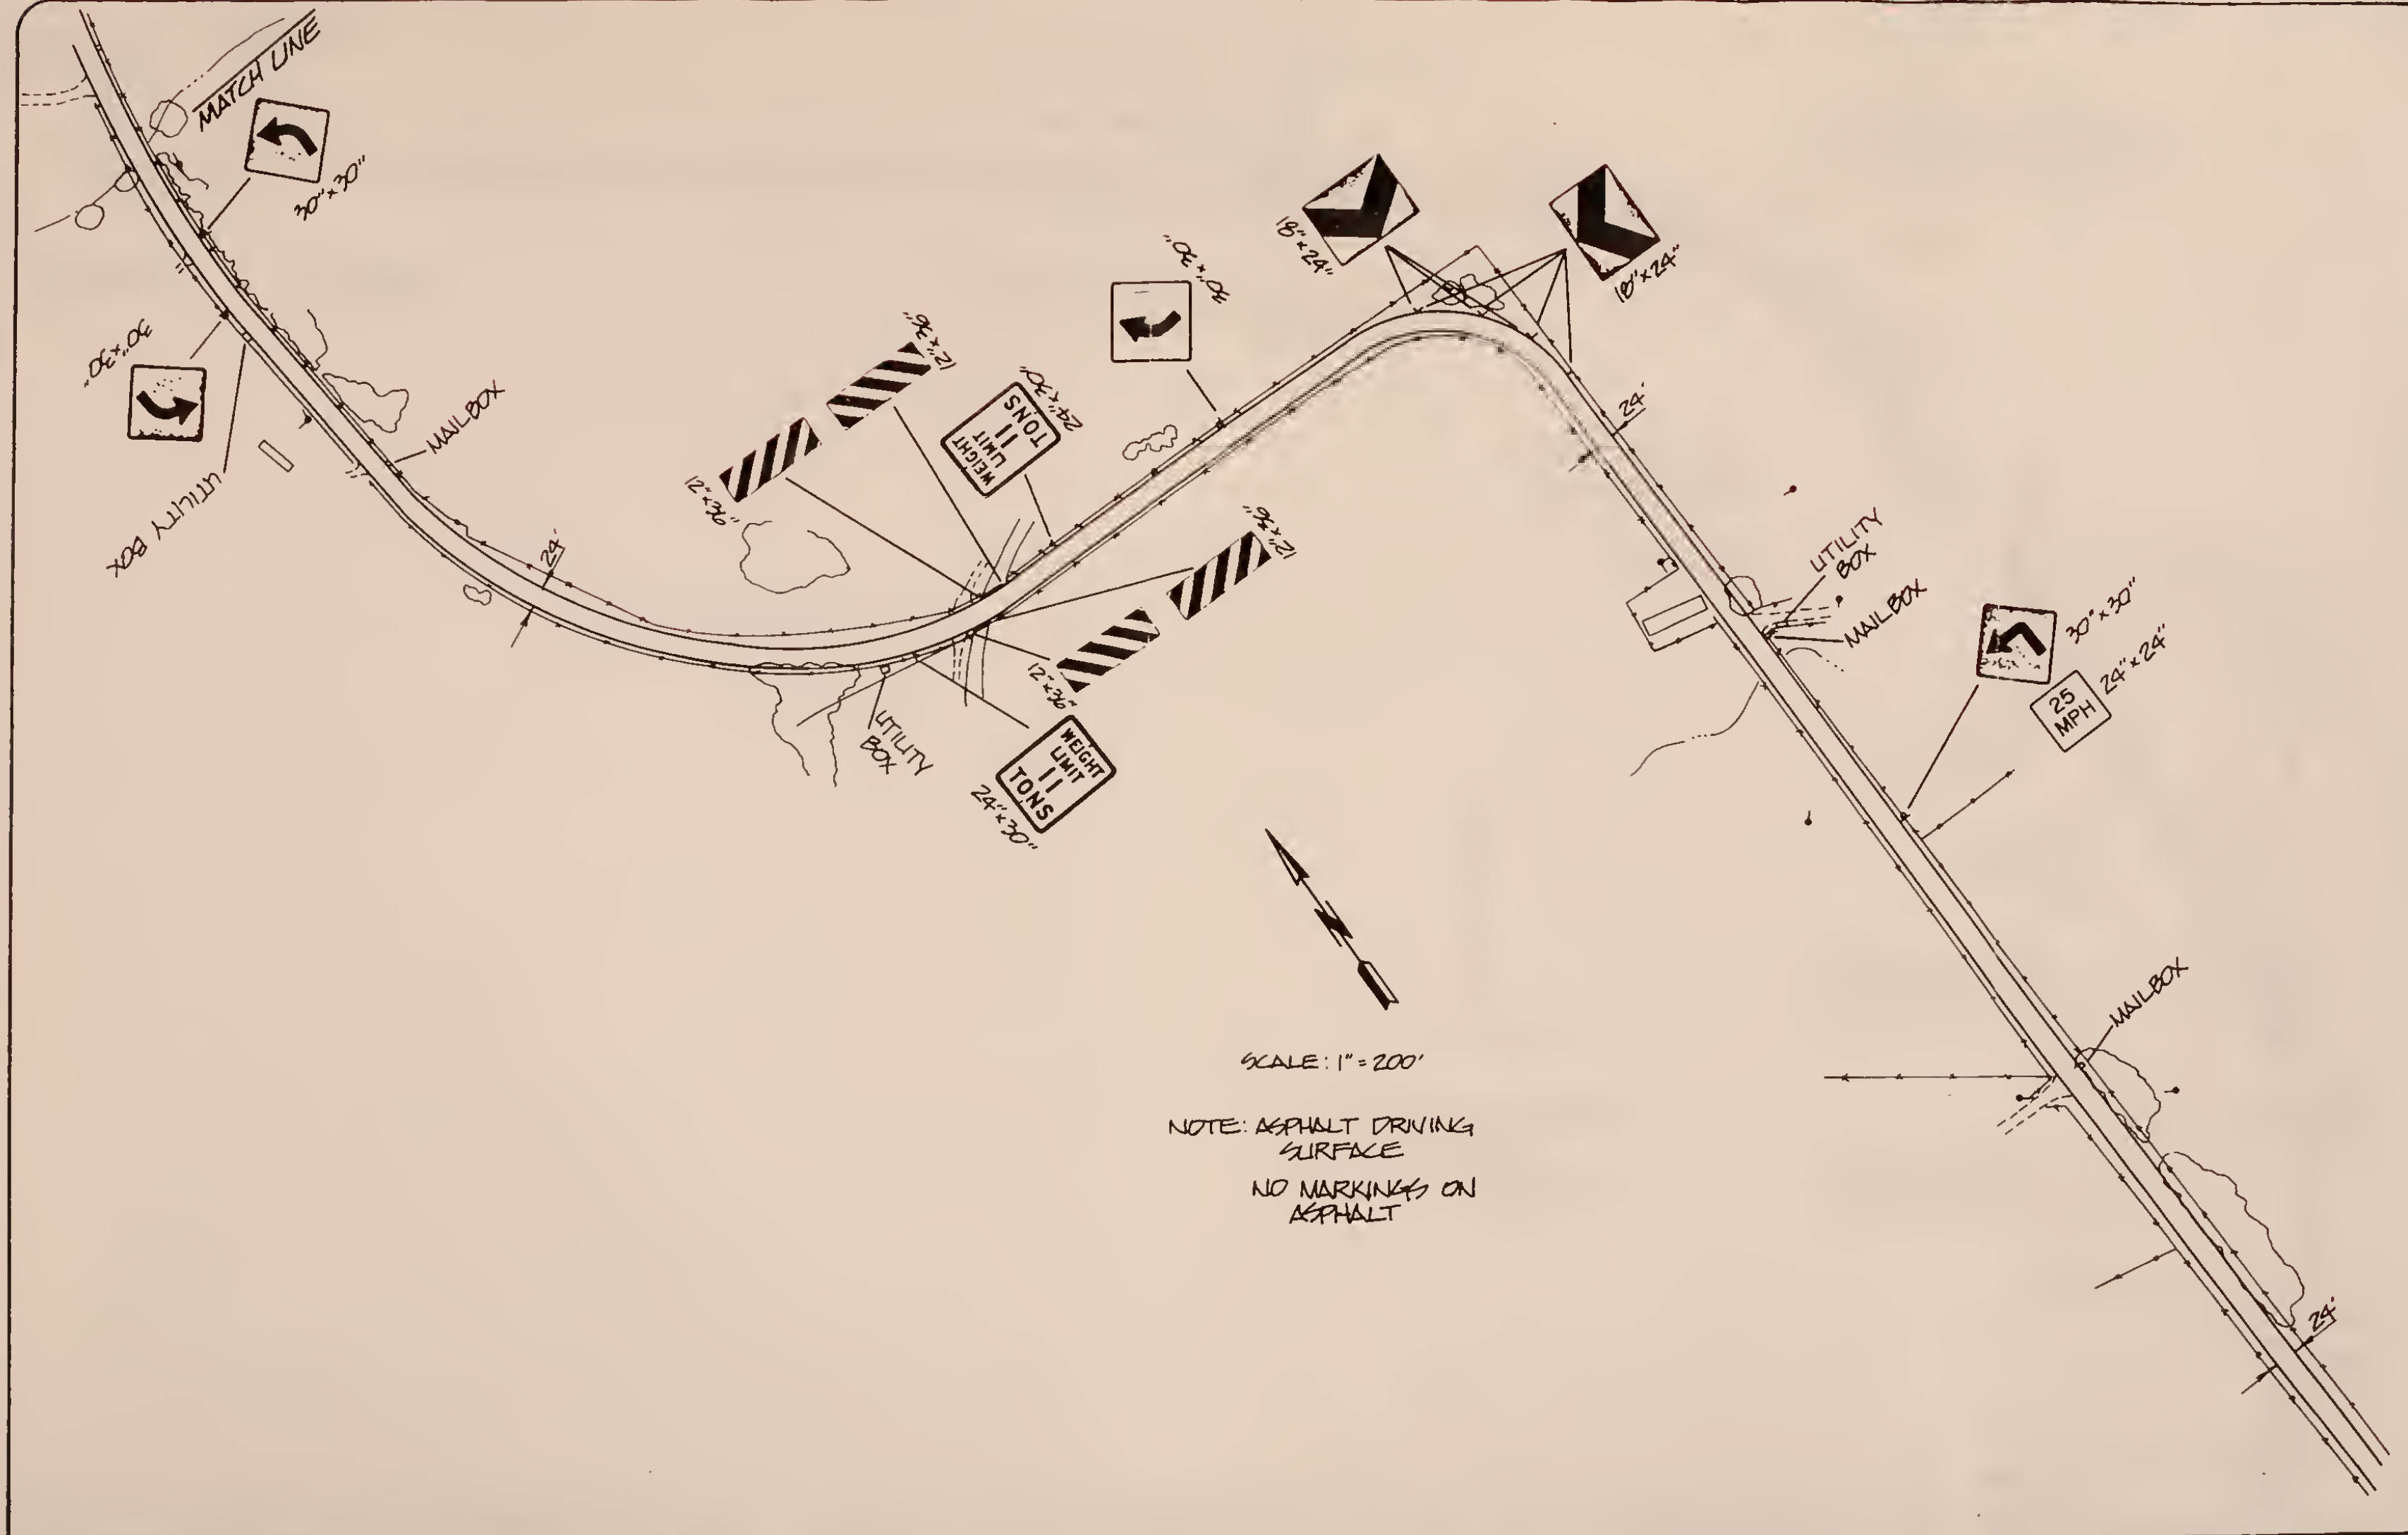 MATCH LINE
30"x30"
30"x30"
UTILITY BOX
MAILBOX
24'
12"x36"
12"x36"
WEIGHT
LIMIT
11
TONS
24"x30"
30"x30"
18"x24"
18"x24"
24'
12"x36"
12"x36"
UTILITY
BOX
WEIGHT
LIMIT
11
TONS
24"x30"
UTILITY
BOX
MAILBOX
30"x30"
25
MPH
24"x24"
N
SCALE: 1"=200'
NOTE: ASPHALT DRIVING
SURFACE
NO MARKINGS ON
ASPHALT
MAILBOX
24'